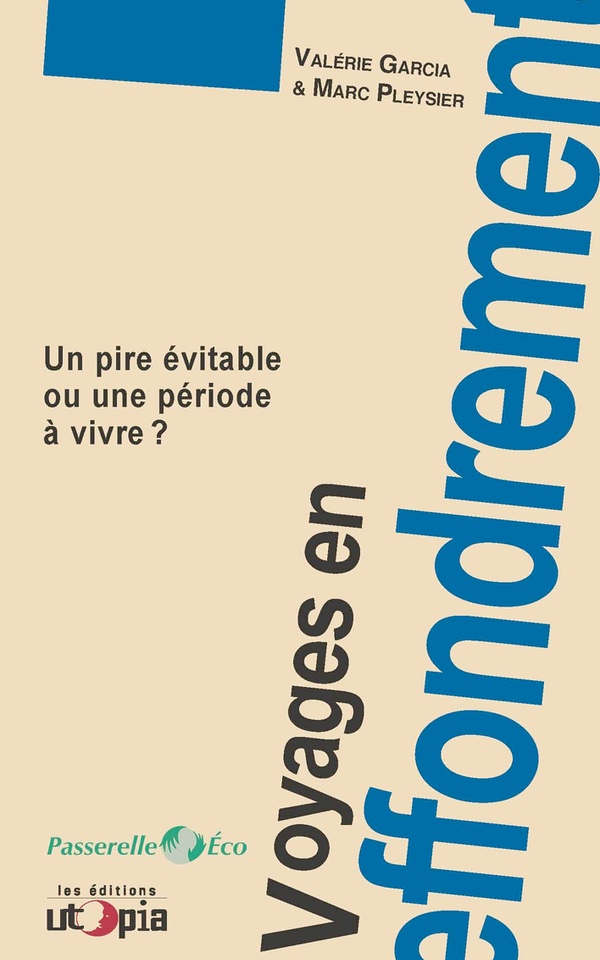 Valérie Garcia
& Marc Pleysier
Un pire évitable
ou une période
à vivre ?
Voyages en
effondrement
Passerelle Éco
les éditions
utopia